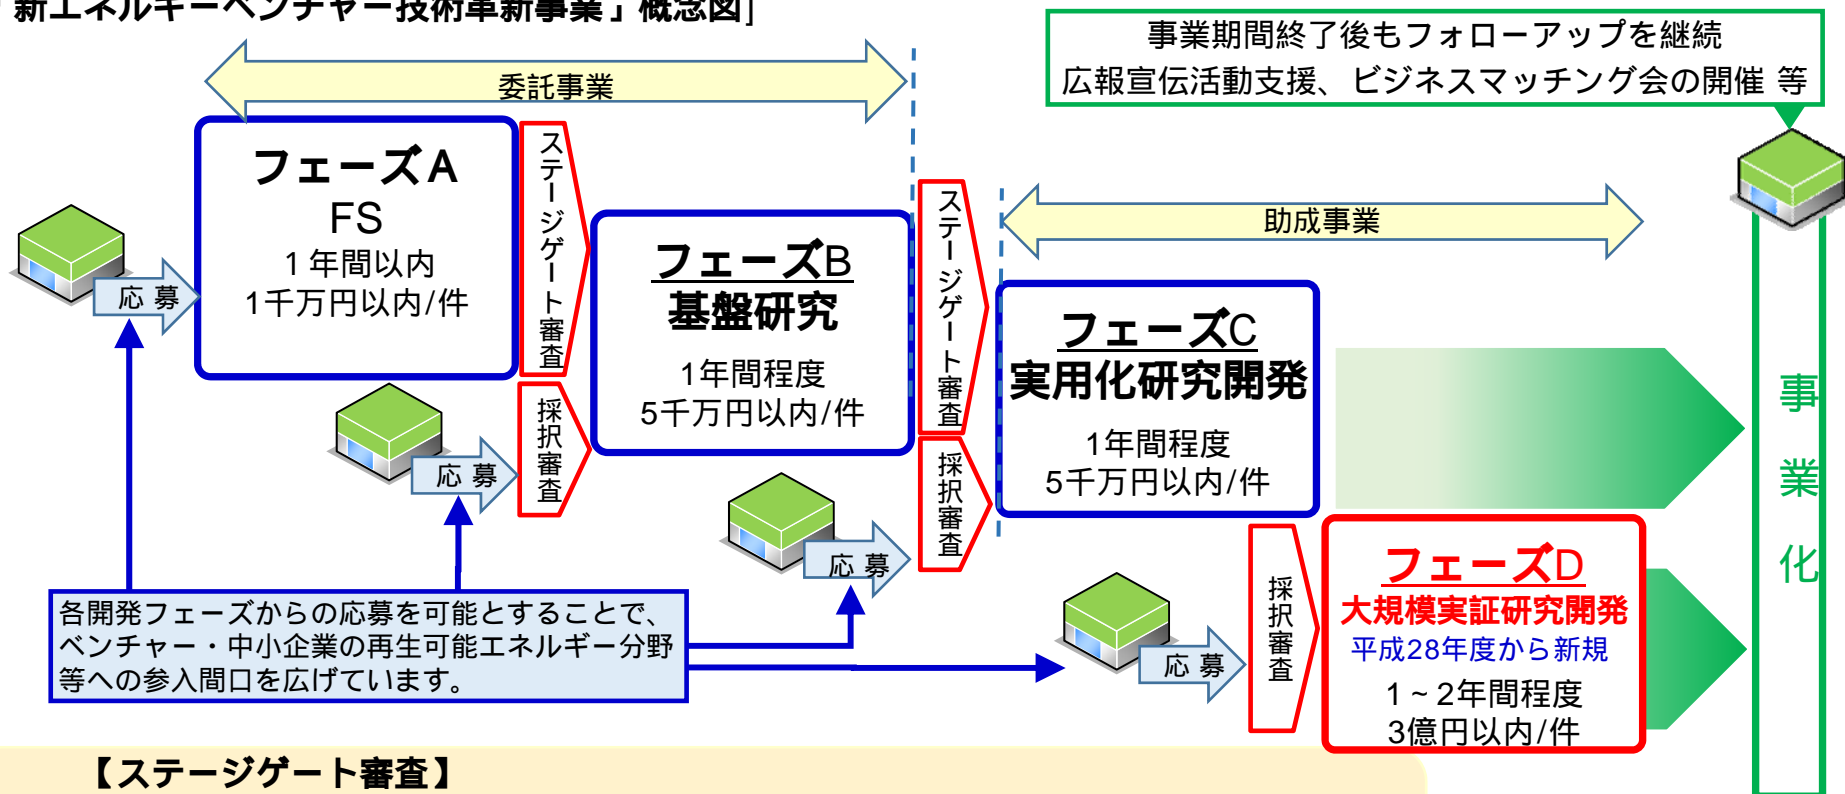 新エネルギーベンチャー技術革新事業」概念図]
事業期間終了後もフォローアップを継続
広報宣伝活動支援、ビジネスマッチング会の開催 等
委託事業
フェーズA
FS
1年間以内
1千万円以内/件
応募
ステージゲート審査
採択審査
応募
フェーズB
基盤研究
1年間程度
5千万円以内/件
ステージゲート審査
採択審査
応募
助成事業
フェーズC
実用化研究開発
1年間程度
5千万円以内/件
採択審査
応募
フェーズD
大規模実証研究開発
平成28年度から新規
1~2年間程度
3億円以内/件
事業化
各開発フェーズからの応募を可能とすることで、
ベンチャー・中小企業の再生可能エネルギー分野
等への参入間口を広げています。
【ステージゲート審査】